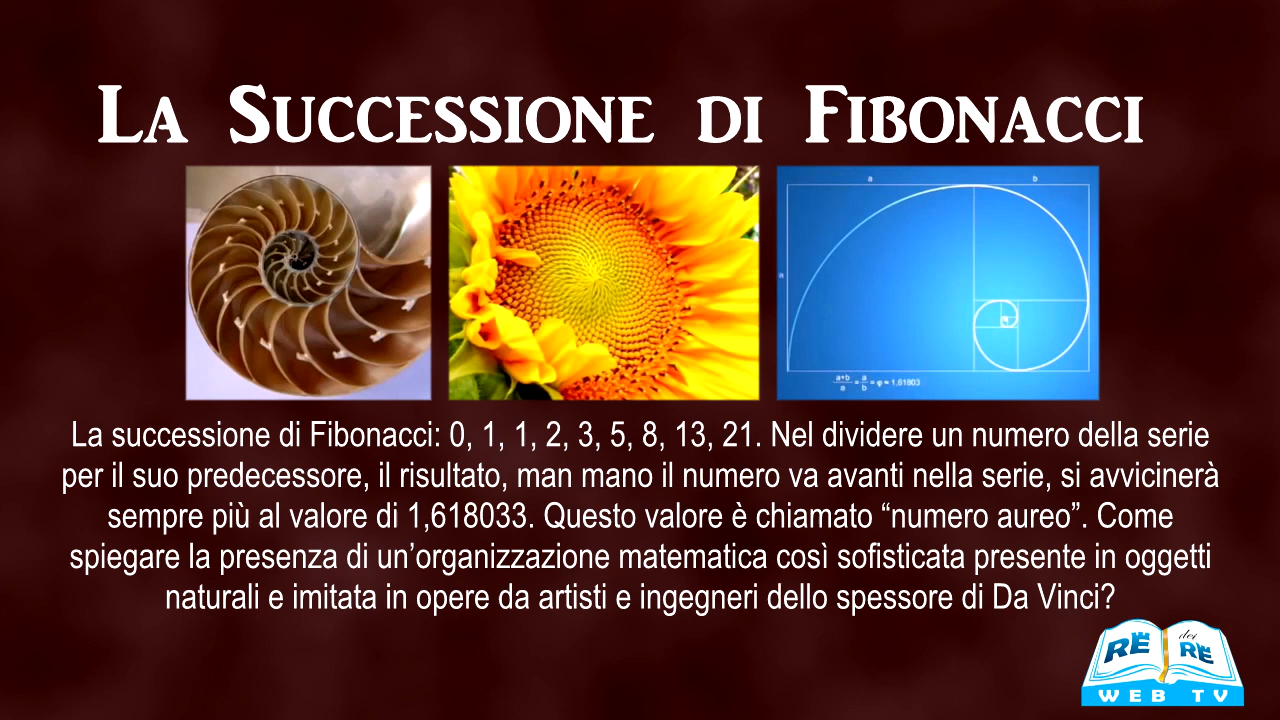 La Successione di Fibonacci
a b
a
a+b/a = a/b = φ ≈ 1,61803
La successione di Fibonacci: 0, 1, 1, 2, 3, 5, 8, 13, 21. Nel dividere un numero della serie
per il suo predecessore, il risultato, man mano il numero va avanti nella serie, si avvicinerà
sempre più al valore di 1,618033. Questo valore è chiamato “numero aureo”. Come
spiegare la presenza di un’organizzazione matematica così sofisticata presente in oggetti
naturali e imitata in opere da artisti e ingegneri dello spessore di Da Vinci?
RE dei RE
WEB TV